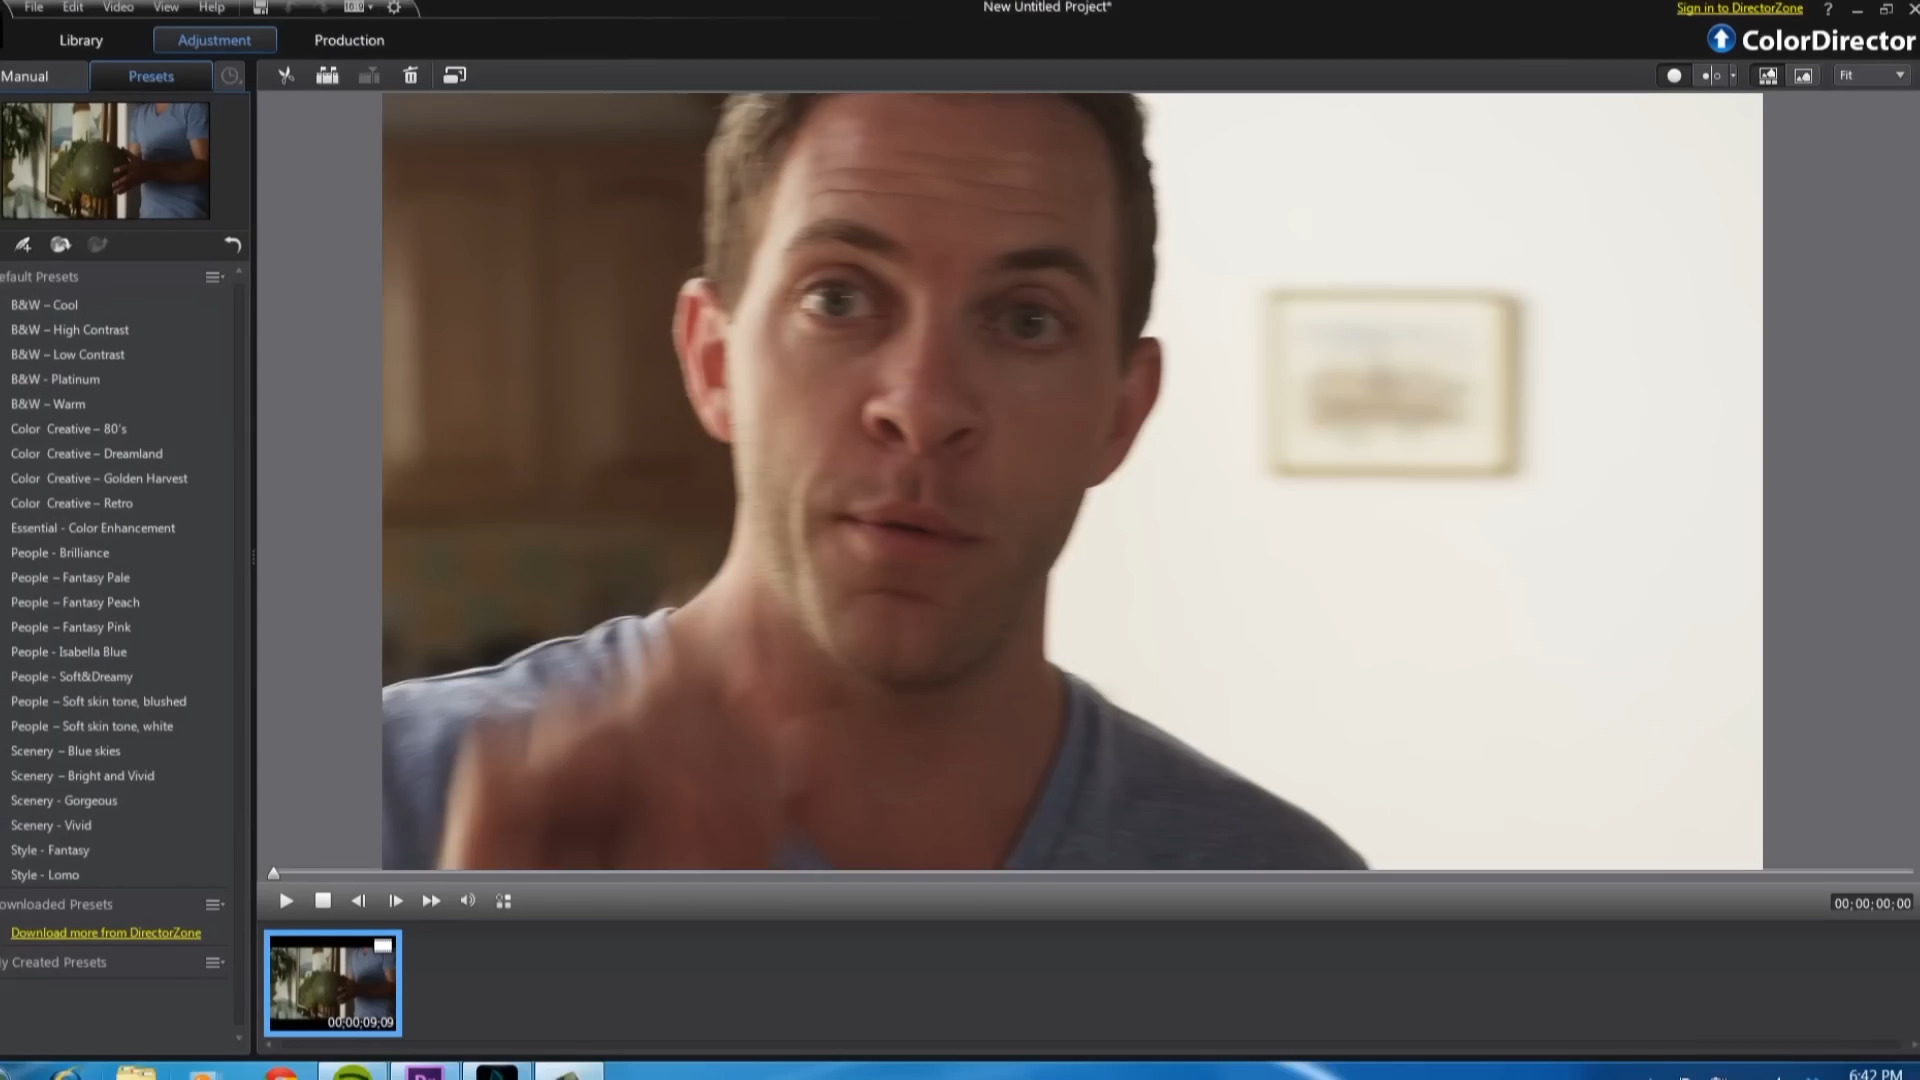 File Edit Video View Help
New Untitled Project*
Sign in to DirectorZone ?
Library Adjustment Production
ColorDirector
Manual Presets
Fit
efault Presets
B&W – Cool
B&W – High Contrast
B&W – Low Contrast
B&W - Platinum
B&W – Warm
Color Creative – 80's
Color Creative – Dreamland
Color Creative – Golden Harvest
Color Creative – Retro
Essential - Color Enhancement
People - Brilliance
People – Fantasy Pale
People – Fantasy Peach
People – Fantasy Pink
People - Isabella Blue
People - Soft&Dreamy
People – Soft skin tone, blushed
People – Soft skin tone, white
Scenery – Blue skies
Scenery – Bright and Vivid
Scenery - Gorgeous
Scenery - Vivid
Style - Fantasy
Style - Lomo
ownloaded Presets
Download more from DirectorZone
y Created Presets
00;00;00;00
00;00;09;09
6:42 PM